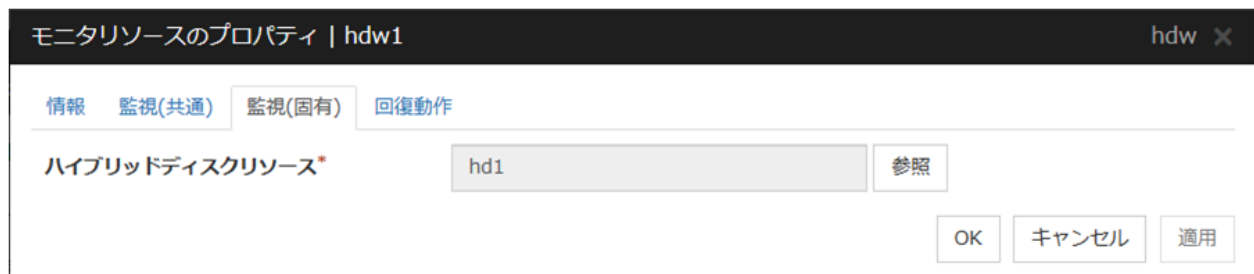 モニタリソースのプロパティ | hdw1 hdw ×
情報 監視(共通) 監視(固有) 回復動作
ハイブリッドディスクリソース* hd1 参照
OK キャンセル 適用